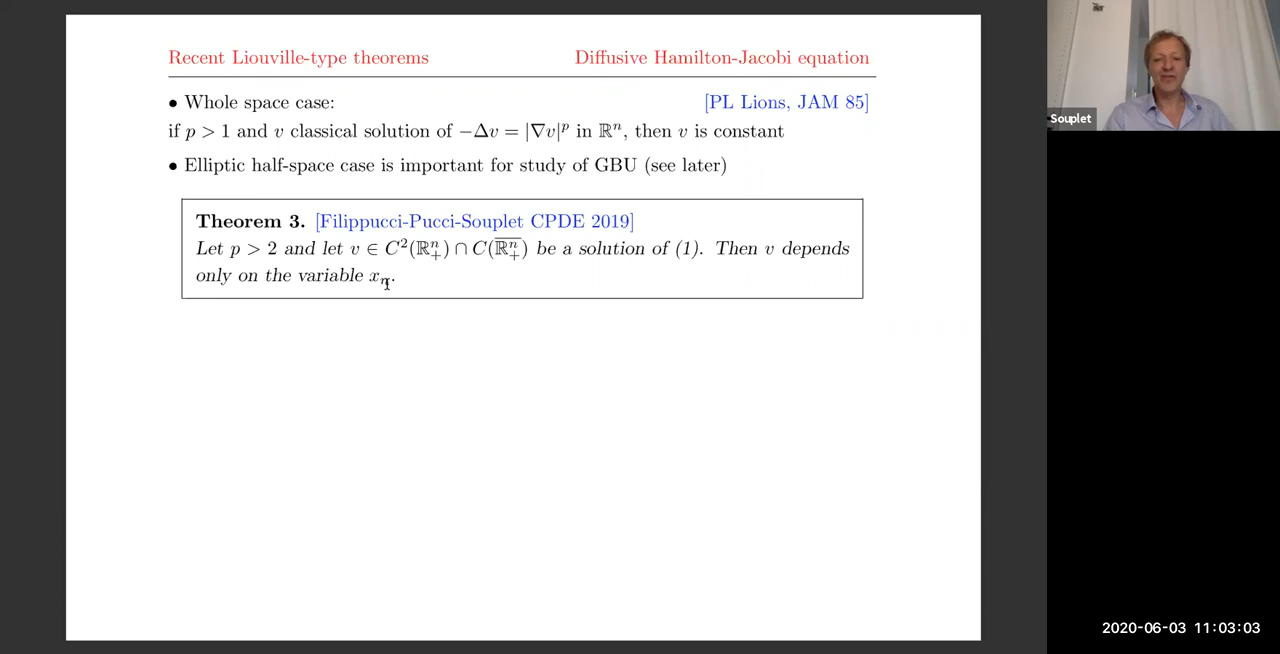 Recent Liouville-type theorems Diffusive Hamilton-Jacobi equation
• Whole space case: [PL Lions, JAM 85]
if p > 1 and v classical solution of −Δv = |∇v|^p in ℝ^n, then v is constant
• Elliptic half-space case is important for study of GBU (see later)
Theorem 3. [Filippucci-Pucci-Souplet CPDE 2019]
Let p > 2 and let v ∈ C²(ℝ₊ⁿ) ∩ C(\overline{ℝ₊ⁿ}) be a solution of (1). Then v depends
only on the variable x_n.
Souplet
2020-06-03 11:03:03